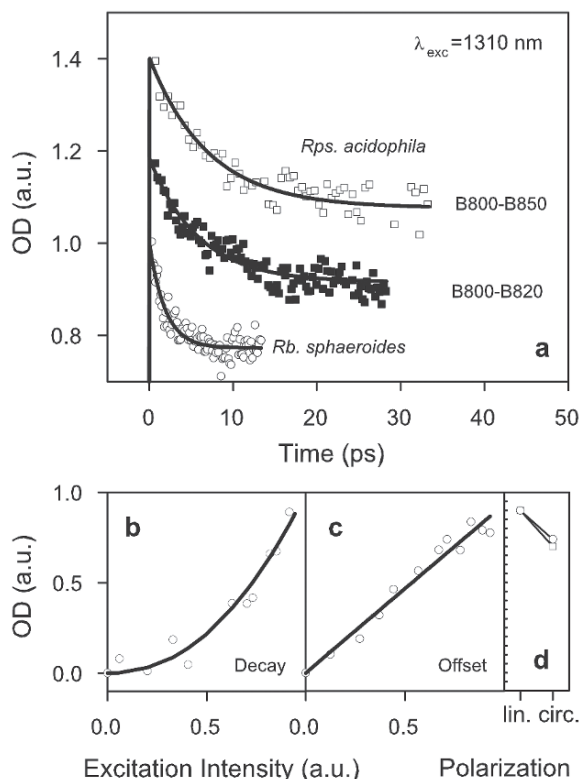 a
λexc=1310 nm
1.4
Rps. acidophila
1.2
B800-B850
OD (a.u.)
1.0
B800-B820
0.8
Rb. sphaeroides
0 10 20 30 40 50
Time (ps)
1.0
b c
OD (a.u.)
0.5
0.0
Decay Offset d
0.0 0.5 0.0 0.5 lin. circ.
Excitation Intensity (a.u.) Polarization